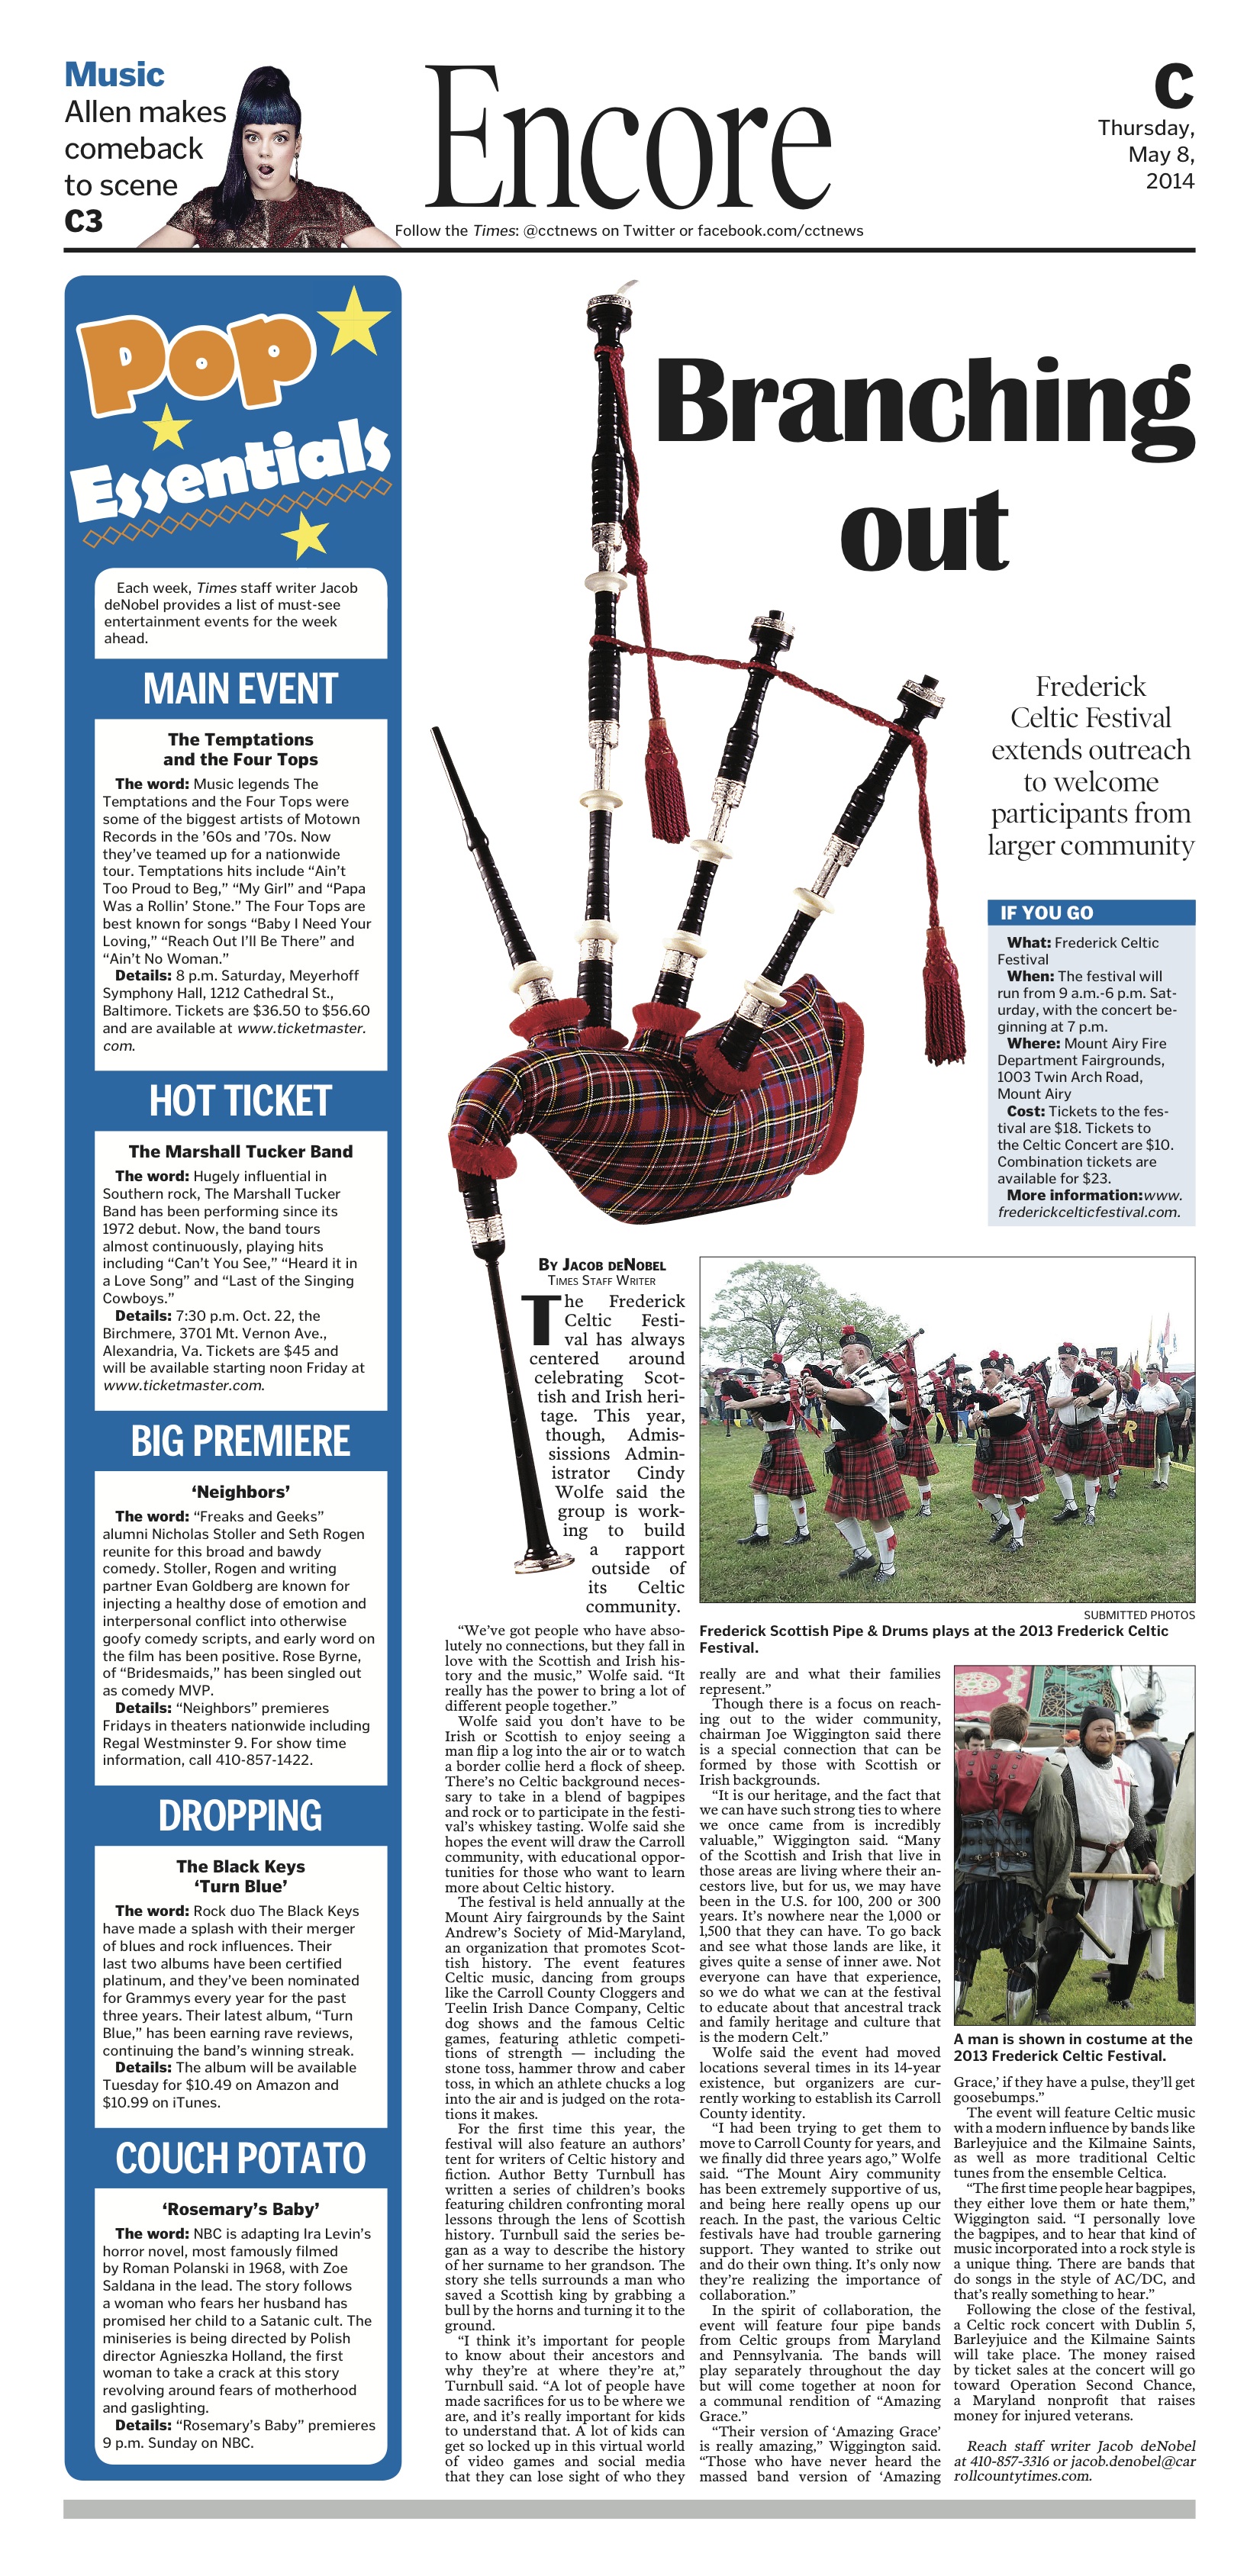 Music
Allen makes
comeback
to scene
C3
Encore
C
Thursday,
May 8,
2014
Follow the Times: @cctnews on Twitter or facebook.com/cctnews
Pop
Essentials
Each week, Times staff writer Jacob
deNobel provides a list of must-see
entertainment events for the week
ahead.
MAIN EVENT
The Temptations
and the Four Tops
The word: Music legends The
Temptations and the Four Tops were
some of the biggest artists of Motown
Records in the ’60s and ’70s. Now
they’ve teamed up for a nationwide
tour. Temptations hits include “Ain’t
Too Proud to Beg,” “My Girl” and “Papa
Was a Rollin’ Stone.” The Four Tops are
best known for songs “Baby I Need Your
Loving,” “Reach Out I’ll Be There” and
“Ain’t No Woman.”
Details: 8 p.m. Saturday, Meyerhoff
Symphony Hall, 1212 Cathedral St.,
Baltimore. Tickets are $36.50 to $56.60
and are available at www.ticketmaster.
com.
HOT TICKET
The Marshall Tucker Band
The word: Hugely influential in
Southern rock, The Marshall Tucker
Band has been performing since its
1972 debut. Now, the band tours
almost continuously, playing hits
including “Can’t You See,” “Heard it in
a Love Song” and “Last of the Singing
Cowboys.”
Details: 7:30 p.m. Oct. 22, the
Birchmere, 3701 Mt. Vernon Ave.,
Alexandria, Va. Tickets are $45 and
will be available starting noon Friday at
www.ticketmaster.com.
BIG PREMIERE
‘Neighbors’
The word: “Freaks and Geeks”
alumni Nicholas Stoller and Seth Rogen
reunite for this broad and bawdy
comedy. Stoller, Rogen and writing
partner Evan Goldberg are known for
injecting a healthy dose of emotion and
interpersonal conflict into otherwise
goofy comedy scripts, and early word on
the film has been positive. Rose Byrne,
of “Bridesmaids,” has been singled out
as comedy MVP.
Details: “Neighbors” premieres
Fridays in theaters nationwide including
Regal Westminster 9. For show time
information, call 410-857-1422.
DROPPING
The Black Keys
‘Turn Blue’
The word: Rock duo The Black Keys
have made a splash with their merger
of blues and rock influences. Their
last two albums have been certified
platinum, and they’ve been nominated
for Grammys every year for the past
three years. Their latest album, “Turn
Blue,” has been earning rave reviews,
continuing the band’s winning streak.
Details: The album will be available
Tuesday for $10.49 on Amazon and
$10.99 on iTunes.
COUCH POTATO
‘Rosemary’s Baby’
The word: NBC is adapting Ira Levin’s
horror novel, most famously filmed
by Roman Polanski in 1968, with Zoe
Saldana in the lead. The story follows
a woman who fears her husband has
promised her child to a Satanic cult. The
miniseries is being directed by Polish
director Agnieszka Holland, the first
woman to take a crack at this story
revolving around fears of motherhood
and gaslighting.
Details: “Rosemary’s Baby” premieres
9 p.m. Sunday on NBC.
Branching
out
Frederick
Celtic Festival
extends outreach
to welcome
participants from
larger community
IF YOU GO
What: Frederick Celtic
Festival
When: The festival will
run from 9 a.m.-6 p.m. Sat-
urday, with the concert be-
ginning at 7 p.m.
Where: Mount Airy Fire
Department Fairgrounds,
1003 Twin Arch Road,
Mount Airy
Cost: Tickets to the fes-
tival are $18. Tickets to
the Celtic Concert are $10.
Combination tickets are
available for $23.
More information:www.
frederickcelticfestival.com.
By Jacob deNobel
Times Staff Writer
The Frederick
Celtic Festi-
val has always
centered around
celebrating Scot-
tish and Irish heri-
tage. This year,
though, Admis-
sissions Admin-
istrator Cindy
Wolfe said the
group is work-
ing to build
a rapport
outside of
its Celtic
community.
“We’ve got people who have abso-
lutely no connections, but they fall in
love with the Scottish and Irish his-
tory and the music,” Wolfe said. “It
really has the power to bring a lot of
different people together.”
Wolfe said you don’t have to be
Irish or Scottish to enjoy seeing a
man flip a log into the air or to watch
a border collie herd a flock of sheep.
There’s no Celtic background neces-
sary to take in a blend of bagpipes
and rock or to participate in the festi-
val’s whiskey tasting. Wolfe said she
hopes the event will draw the Carroll
community, with educational oppor-
tunities for those who want to learn
more about Celtic history.
The festival is held annually at the
Mount Airy fairgrounds by the Saint
Andrew’s Society of Mid-Maryland,
an organization that promotes Scot-
tish history. The event features
Celtic music, dancing from groups
like the Carroll County Cloggers and
Teelin Irish Dance Company, Celtic
dog shows and the famous Celtic
games, featuring athletic competi-
tions of strength — including the
stone toss, hammer throw and caber
toss, in which an athlete chucks a log
into the air and is judged on the rota-
tions it makes.
For the first time this year, the
festival will also feature an authors’
tent for writers of Celtic history and
fiction. Author Betty Turnbull has
written a series of children’s books
featuring children confronting moral
lessons through the lens of Scottish
history. Turnbull said the series be-
gan as a way to describe the history
of her surname to her grandson. The
story she tells surrounds a man who
saved a Scottish king by grabbing a
bull by the horns and turning it to the
ground.
“I think it’s important for people
to know about their ancestors and
why they’re at where they’re at,”
Turnbull said. “A lot of people have
made sacrifices for us to be where we
are, and it’s really important for kids
to understand that. A lot of kids can
get so locked up in this virtual world
of video games and social media
that they can lose sight of who they
SUBMITTED PHOTOS
Frederick Scottish Pipe & Drums plays at the 2013 Frederick Celtic
Festival.
really are and what their families
represent.”
Though there is a focus on reach-
ing out to the wider community,
chairman Joe Wiggington said there
is a special connection that can be
formed by those with Scottish or
Irish backgrounds.
“It is our heritage, and the fact that
we can have such strong ties to where
we once came from is incredibly
valuable,” Wiggington said. “Many
of the Scottish and Irish that live in
those areas are living where their an-
cestors live, but for us, we may have
been in the U.S. for 100, 200 or 300
years. It’s nowhere near the 1,000 or
1,500 that they can have. To go back
and see what those lands are like, it
gives quite a sense of inner awe. Not
everyone can have that experience,
so we do what we can at the festival
to educate about that ancestral track
and family heritage and culture that
is the modern Celt.”
Wolfe said the event had moved
locations several times in its 14-year
existence, but organizers are cur-
rently working to establish its Carroll
County identity.
“I had been trying to get them to
move to Carroll County for years, and
we finally did three years ago,” Wolfe
said. “The Mount Airy community
has been extremely supportive of us,
and being here really opens up our
reach. In the past, the various Celtic
festivals have had trouble garnering
support. They wanted to strike out
and do their own thing. It’s only now
they’re realizing the importance of
collaboration.”
In the spirit of collaboration, the
event will feature four pipe bands
from Celtic groups from Maryland
and Pennsylvania. The bands will
play separately throughout the day
but will come together at noon for
a communal rendition of “Amazing
Grace.”
“Their version of ‘Amazing Grace’
is really amazing,” Wiggington said.
“Those who have never heard the
massed band version of ‘Amazing
A man is shown in costume at the
2013 Frederick Celtic Festival.
Grace,’ if they have a pulse, they’ll get
goosebumps.”
The event will feature Celtic music
with a modern influence by bands like
Barleyjuice and the Kilmaine Saints,
as well as more traditional Celtic
tunes from the ensemble Celtica.
“The first time people hear bagpipes,
they either love them or hate them,”
Wiggington said. “I personally love
the bagpipes, and to hear that kind of
music incorporated into a rock style is
a unique thing. There are bands that
do songs in the style of AC/DC, and
that’s really something to hear.”
Following the close of the festival,
a Celtic rock concert with Dublin 5,
Barleyjuice and the Kilmaine Saints
will take place. The money raised
by ticket sales at the concert will go
toward Operation Second Chance,
a Maryland nonprofit that raises
money for injured veterans.
Reach staff writer Jacob deNobel
at 410-857-3316 or jacob.denobel@car
rollcountytimes.com.